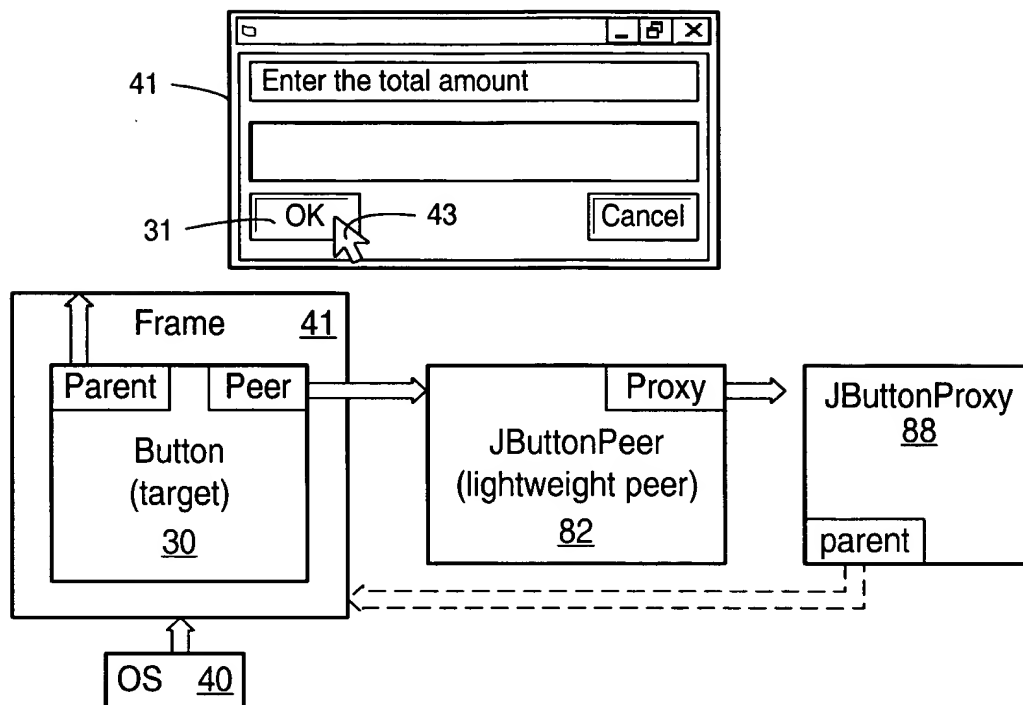 Enter the total amount
41
OK
43
Cancel
31
Frame 41
Parent
Peer
Proxy
JButtonProxy
88
Button
(target)
30
JButtonPeer
(lightweight peer)
82
parent
OS 40